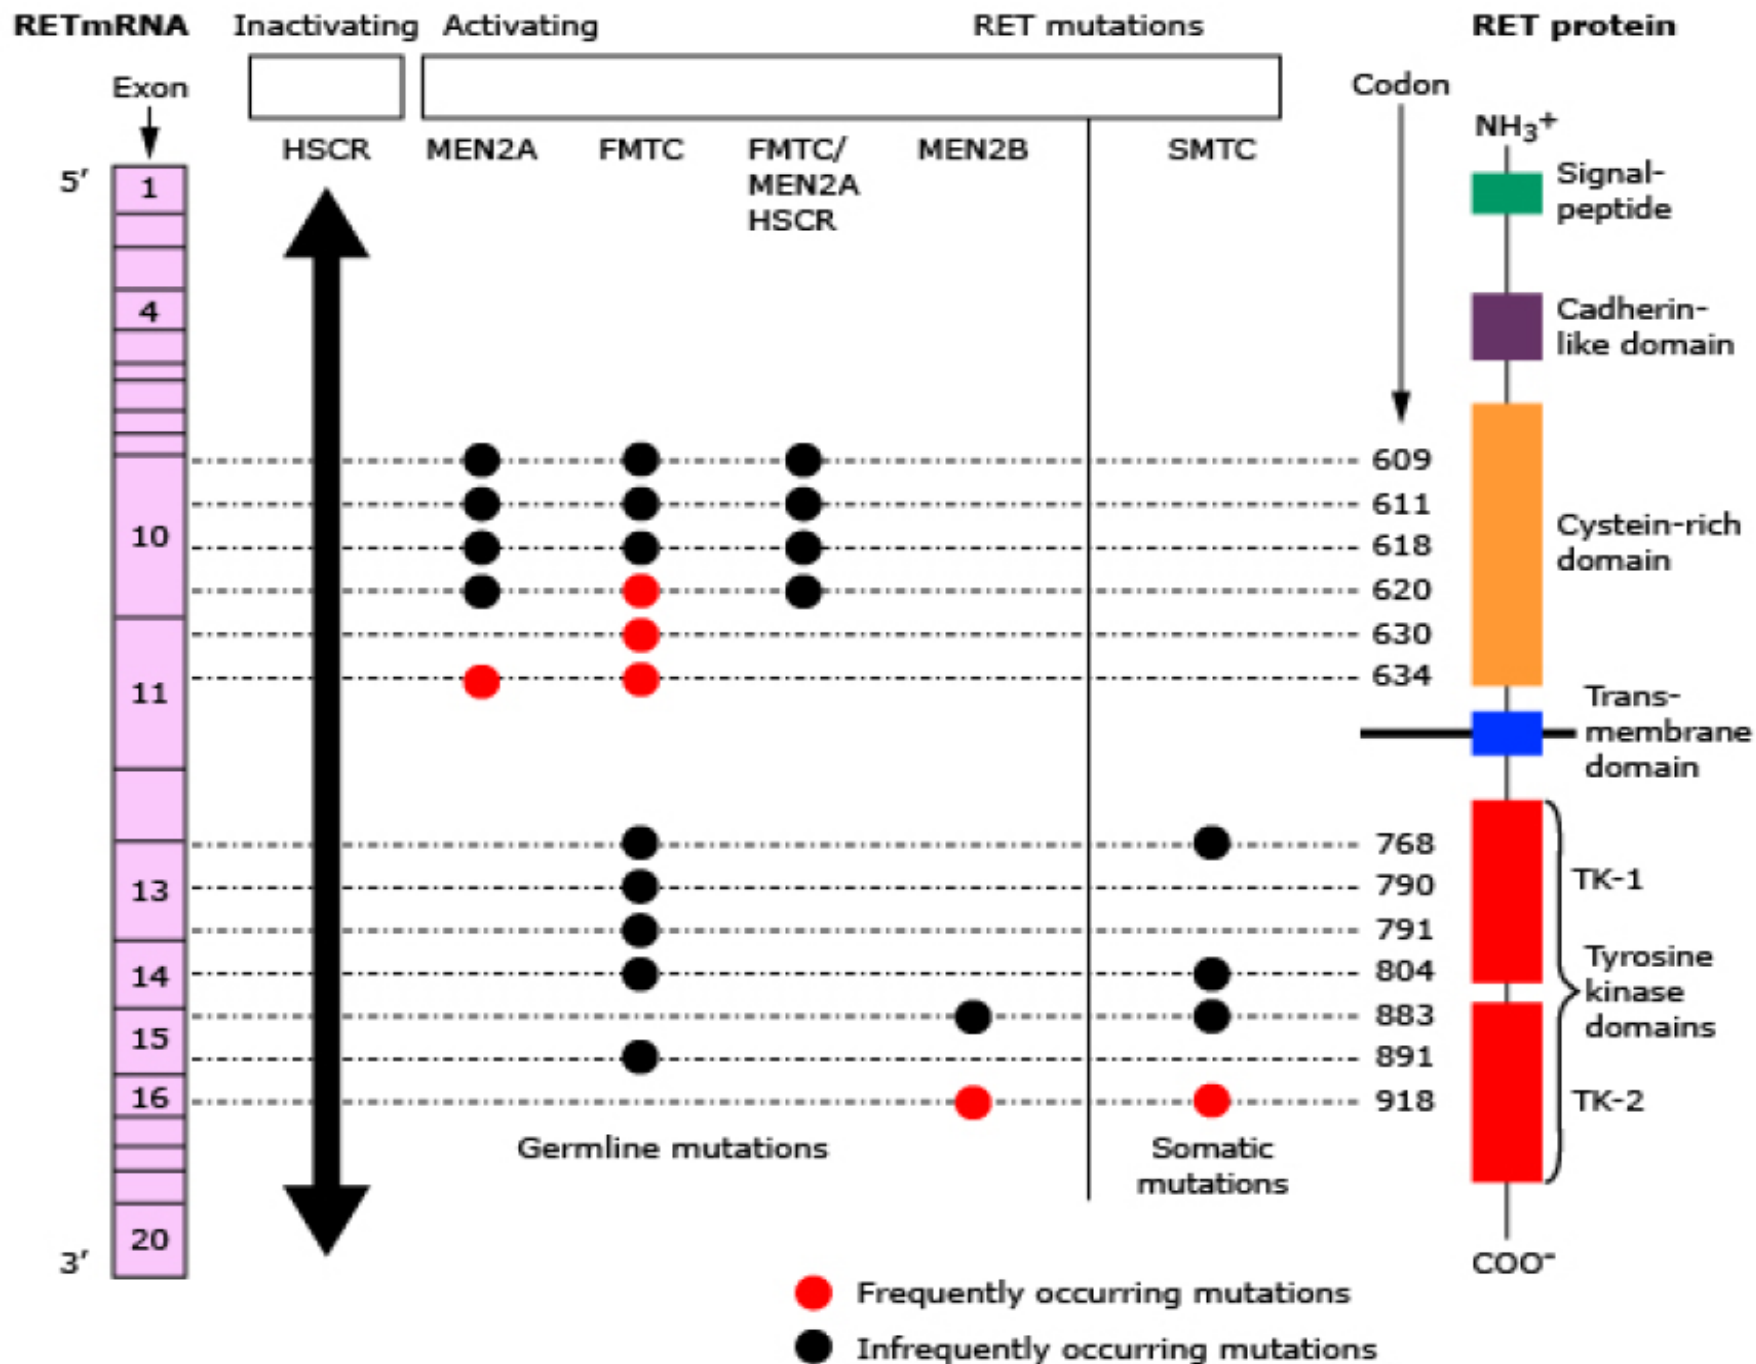 RETmRNA Inactivating Activating RET mutations RET protein
Exon
Codon
HSCR MEN2A FMTC FMTC/ MEN2B SMTC
MEN2A
HSCR
NH₃⁺
5′
1
4
10
11
13
14
15
16
20
3′
609
611
618
620
630
634
768
790
791
804
883
891
918
Signal-
peptide
Cadherin-
like domain
Cystein-rich
domain
Trans-
membrane
domain
TK-1
Tyrosine
kinase
domains
TK-2
COO⁻
Germline mutations
Somatic
mutations
Frequently occurring mutations
Infrequently occurring mutations